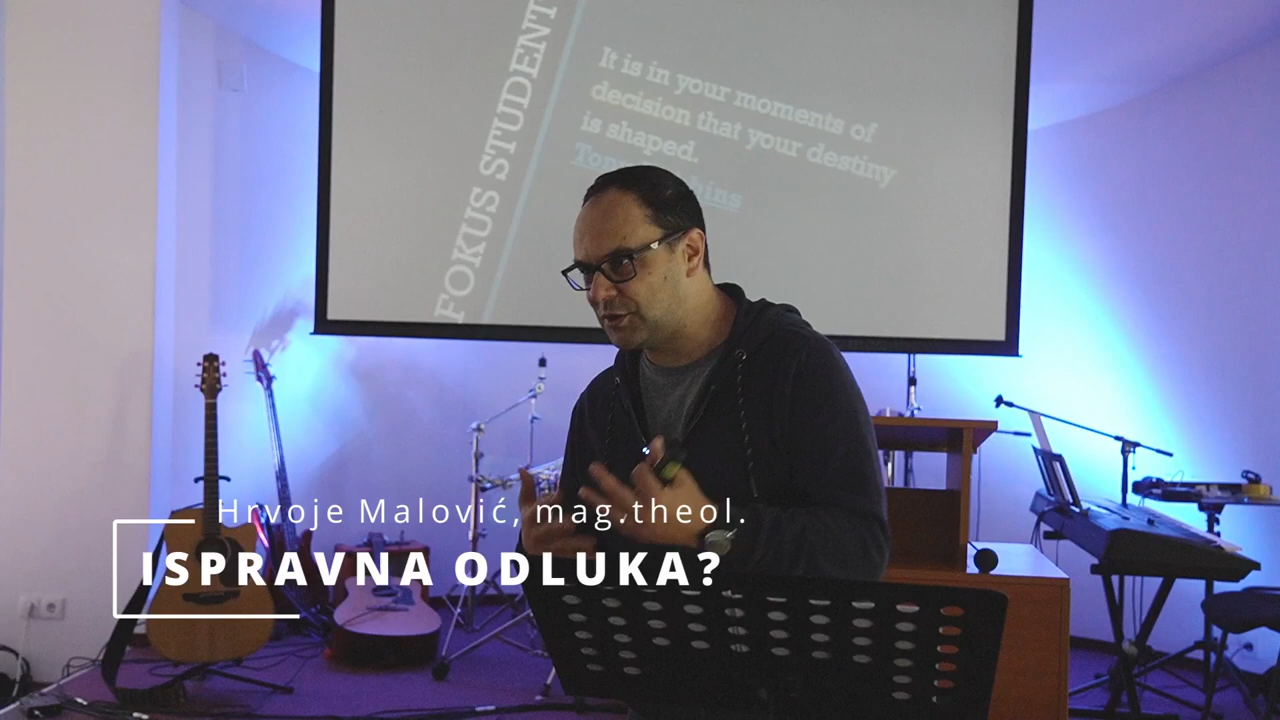 FOKUS STUDENT
It is in your moments of
decision that your destiny
is shaped.
Hrvoje Malović, mag.theol.
ISPRAVNA ODLUKA?